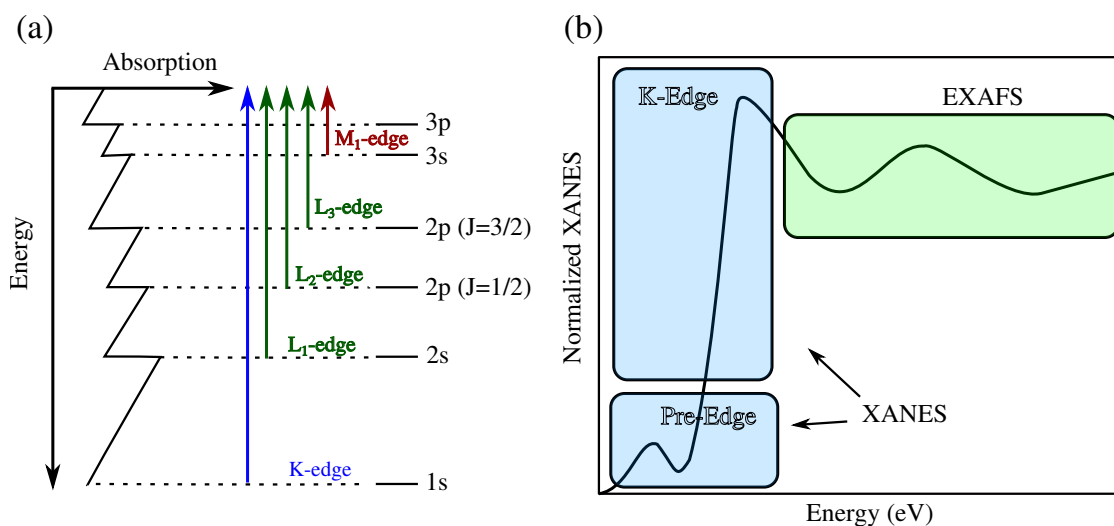 (a)
Absorption
Energy
3p
M₁-edge
3s
L₃-edge
2p (J=3/2)
L₂-edge
2p (J=1/2)
L₁-edge
2s
K-edge
1s
(b)
K-Edge
EXAFS
Normalized XANES
Pre-Edge
XANES
Energy (eV)